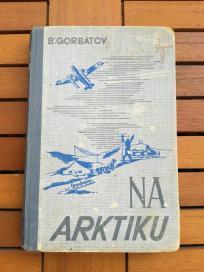 B. GORBATOV
NA
ARKTIKU